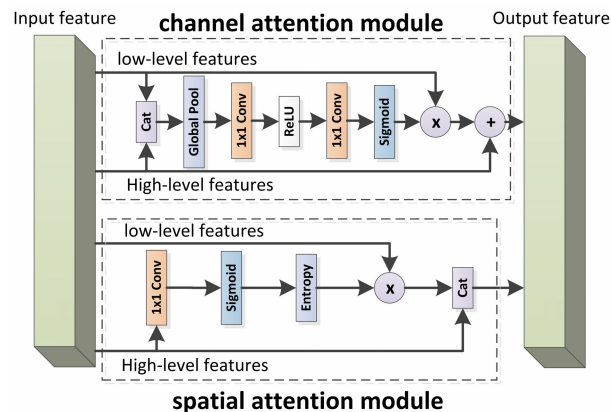 Input feature
channel attention module
Output feature
low-level features
Cat
Global Pool
1x1 Conv
ReLU
1x1 Conv
Sigmoid
x
+
High-level features
low-level features
1x1 Conv
Sigmoid
Entropy
x
Cat
High-level features
spatial attention module